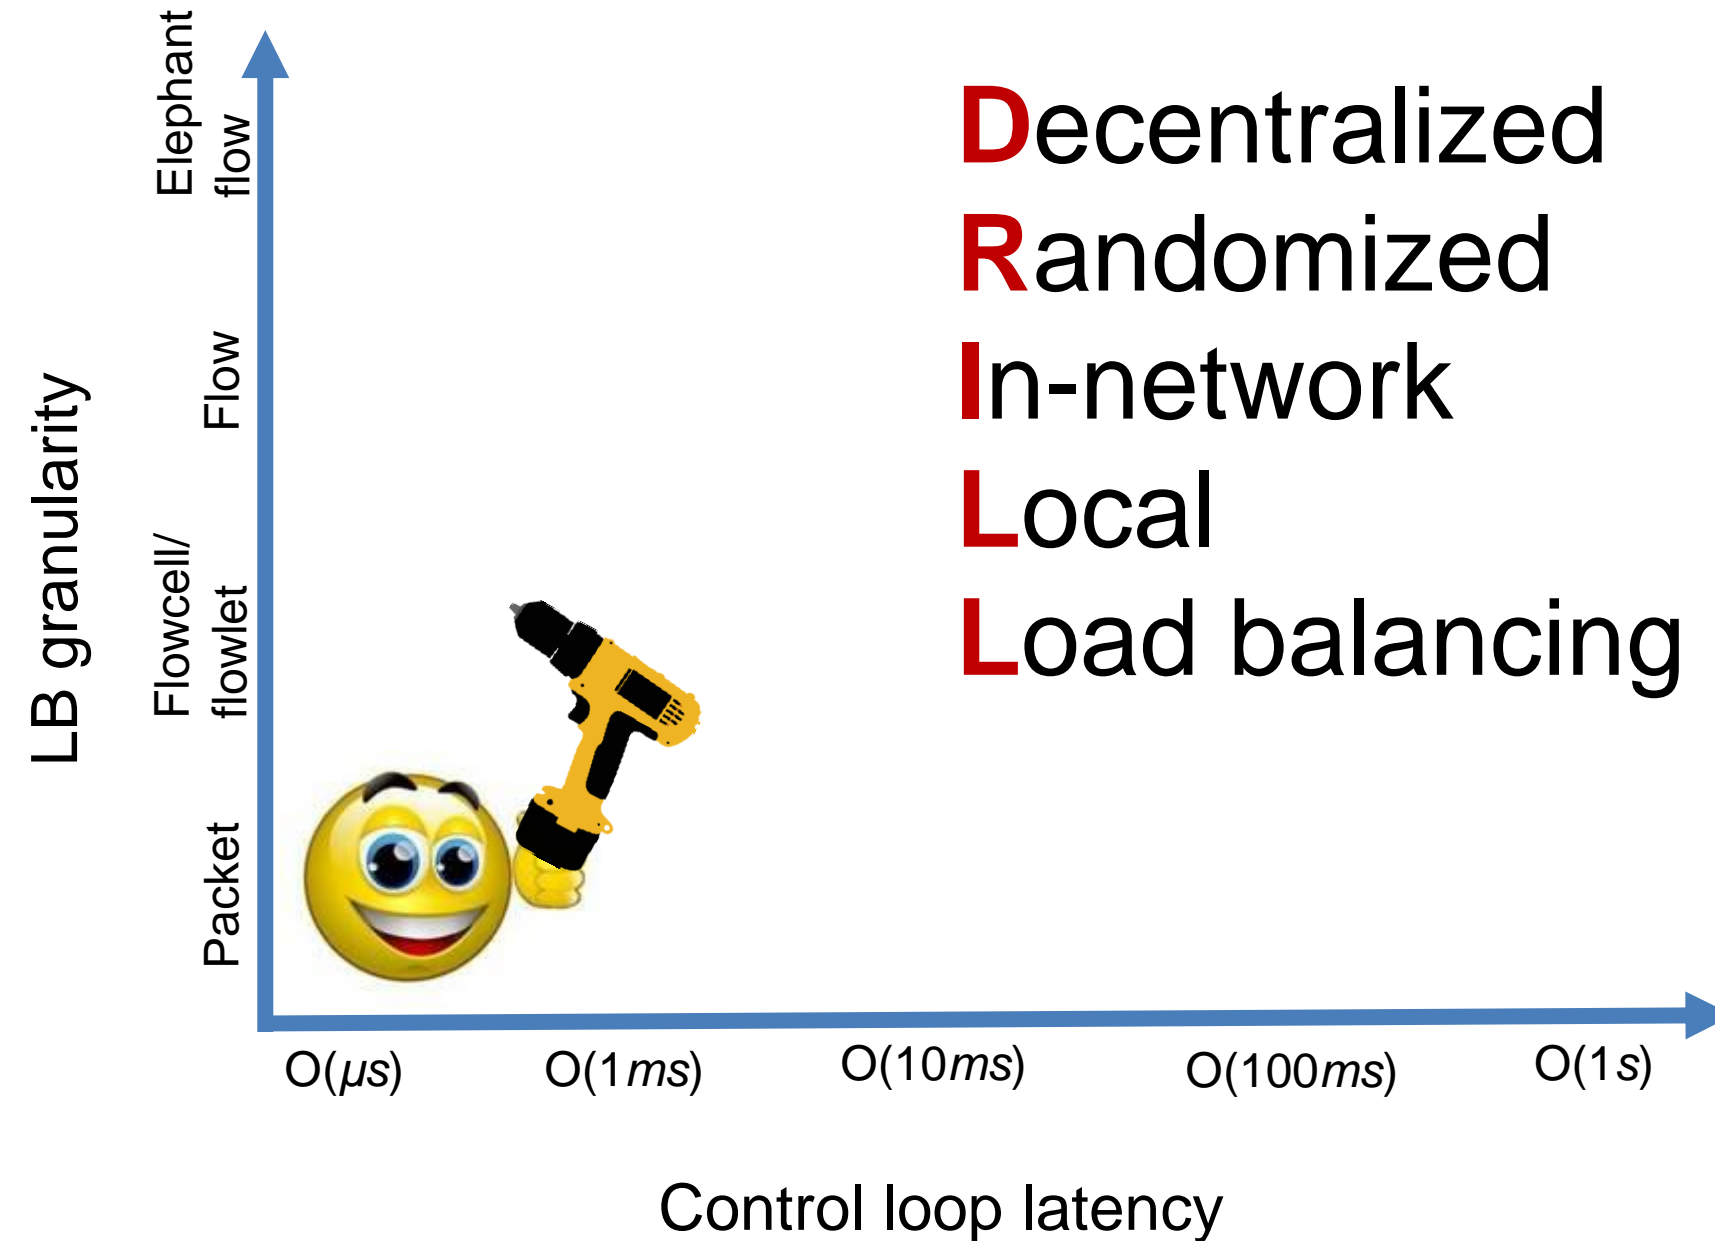 Elephant
flow
Flow
Flowcell/
flowlet
Packet
LB granularity
Decentralized
Randomized
In-network
Local
Load balancing
O(µs)
O(1ms)
O(10ms)
O(100ms)
O(1s)
Control loop latency